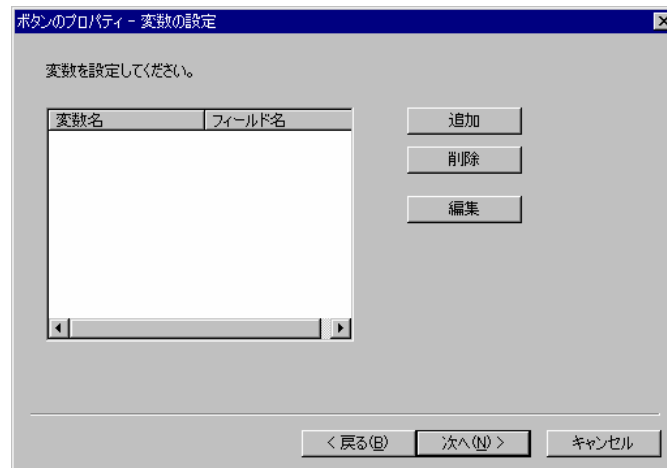 ボタンのプロパティ - 変数の設定
変数を設定してください。
変数名 フィールド名
追加
削除
編集
< 戻る(B) 次へ(N) > キャンセル